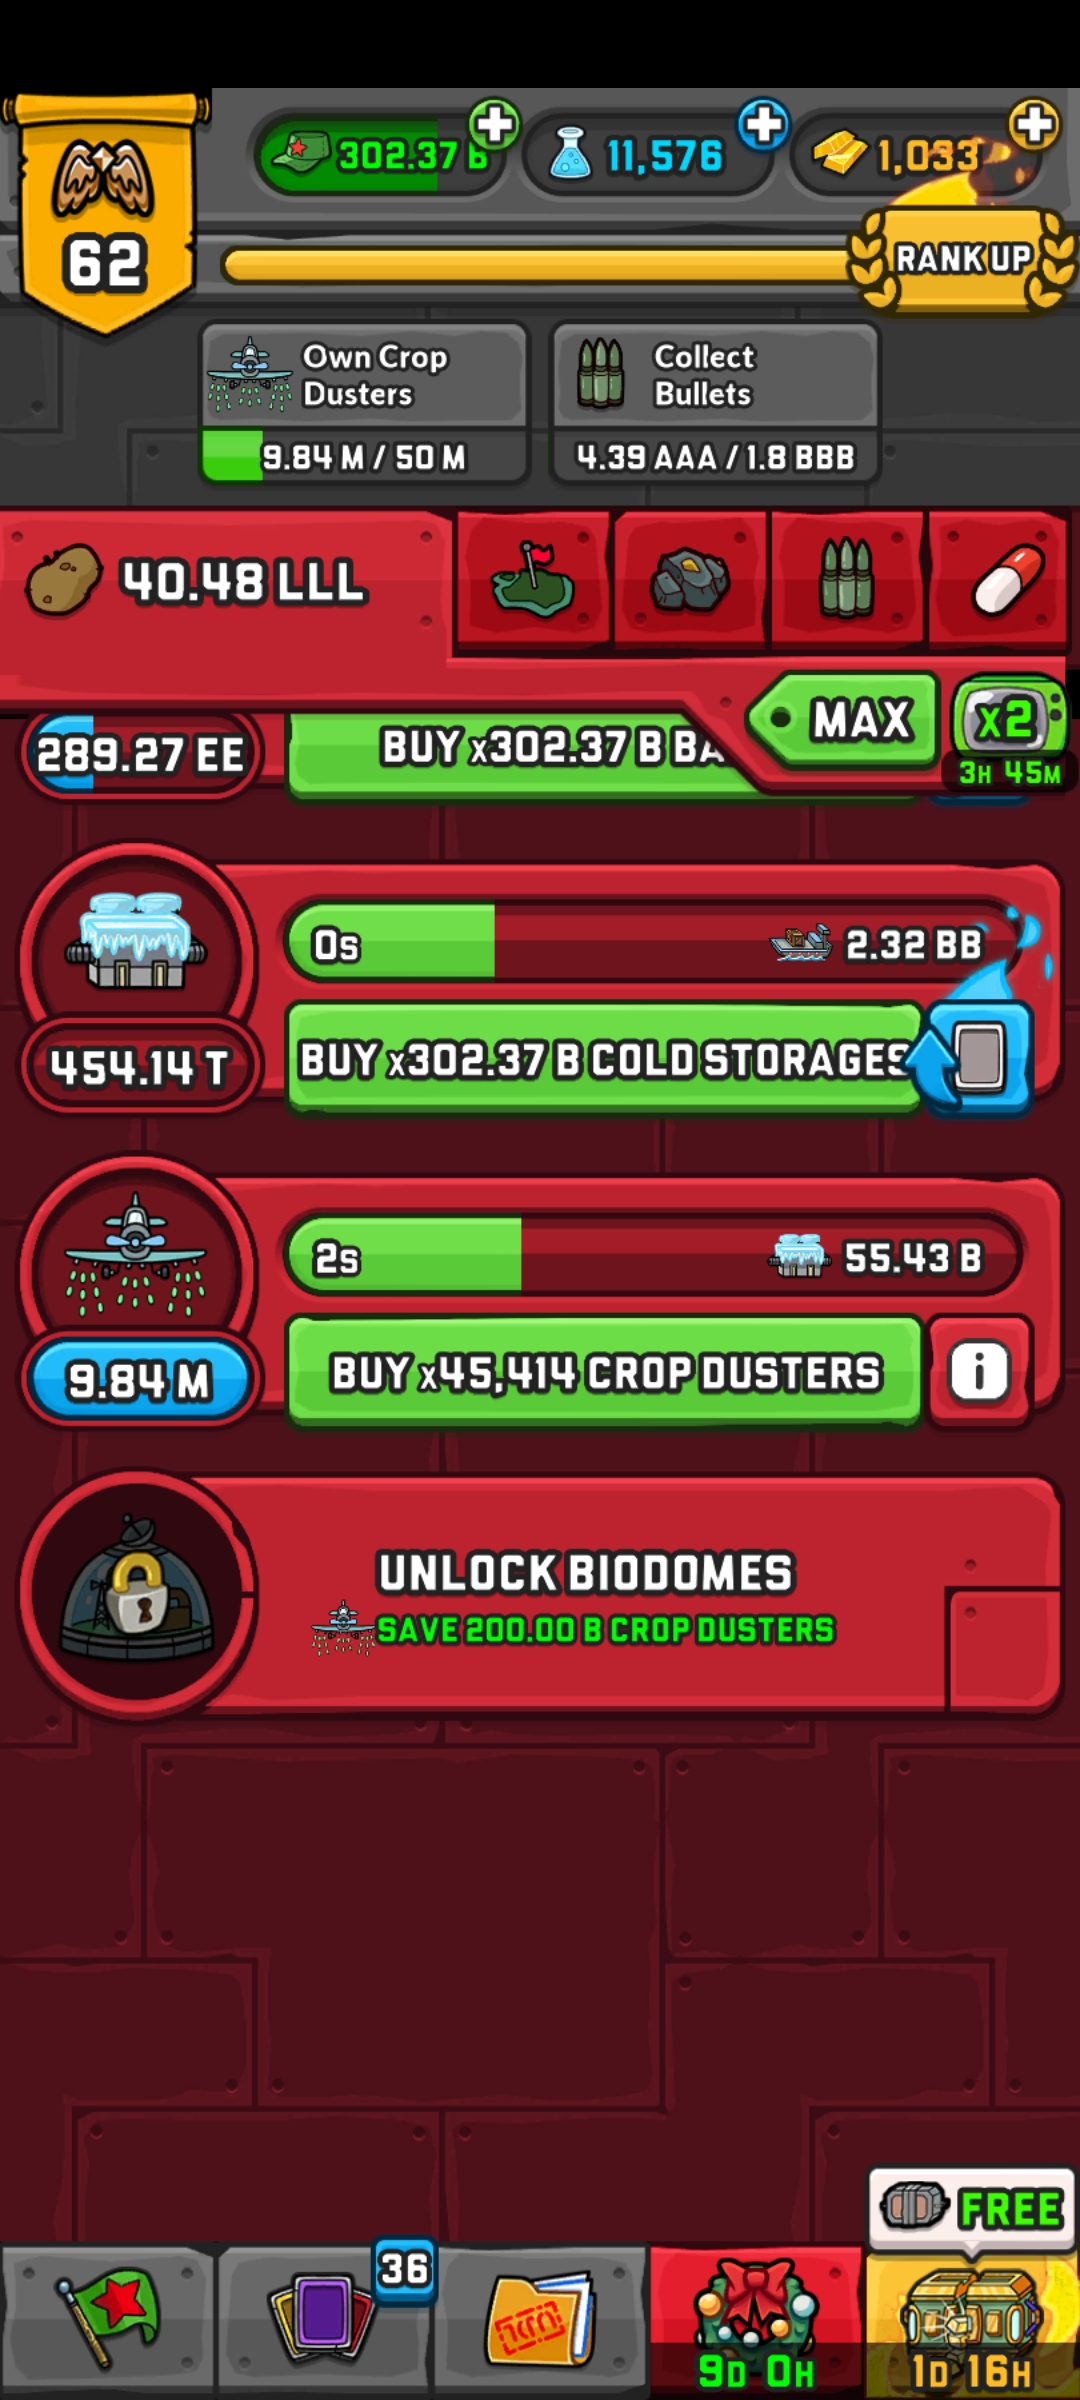 302.37 B
11,576
1,033
62
RANK UP
Own Crop
Dusters
9.84 M / 50 M
Collect
Bullets
4.39 AAA / 1.8 BBB
40.48 LLL
MAX
x2
3H 45M
289.27 EE
BUY x302.37 B
0s
2.32 BB
454.14 T
BUY x302.37 B COLD STORAGES
2s
55.43 B
9.84 M
BUY x45,414 CROP DUSTERS
i
UNLOCK BIODOMES
SAVE 200.00 B CROP DUSTERS
FREE
36
9D 0H
1D 16H